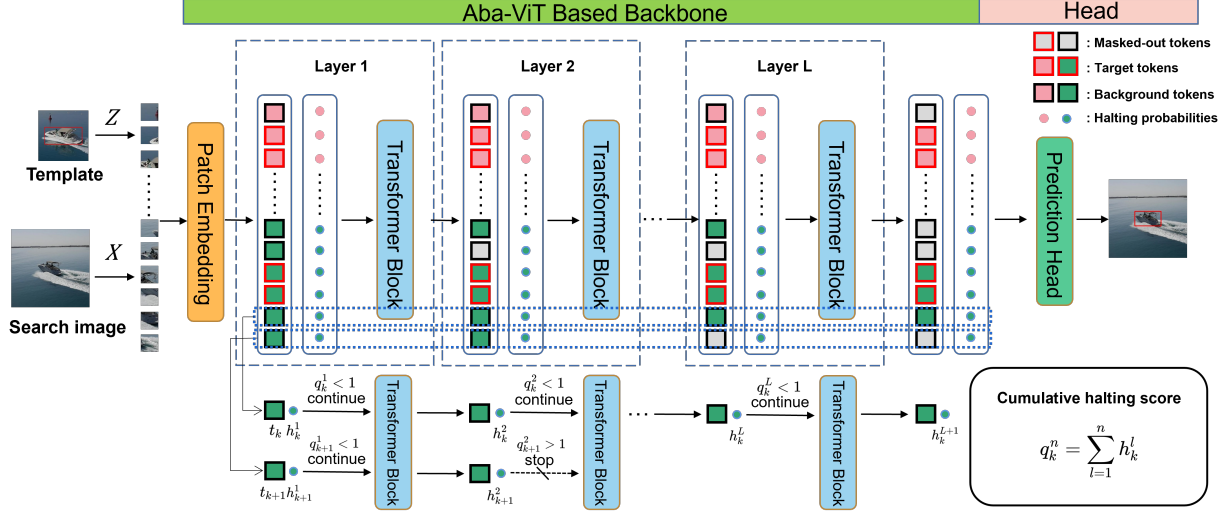 Aba-ViT Based Backbone
Head
Layer 1
Layer 2
Layer L
: Masked-out tokens
: Target tokens
: Background tokens
: Halting probabilities
Z
Template
X
Search image
Patch Embedding
Transformer Block
Transformer Block
Transformer Block
Prediction Head
......
......
......
......
......
...
q_k^1 < 1
continue
Transformer Block
q_k^2 < 1
continue
Transformer Block
...
q_k^L < 1
continue
Transformer Block
t_k h_k^1
h_k^2
h_k^L
h_k^{L+1}
q_{k+1}^1 < 1
continue
q_{k+1}^2 > 1
stop
t_{k+1} h_{k+1}^1
h_{k+1}^2
Cumulative halting score
q_k^n = \sum_{l=1}^{n} h_k^l